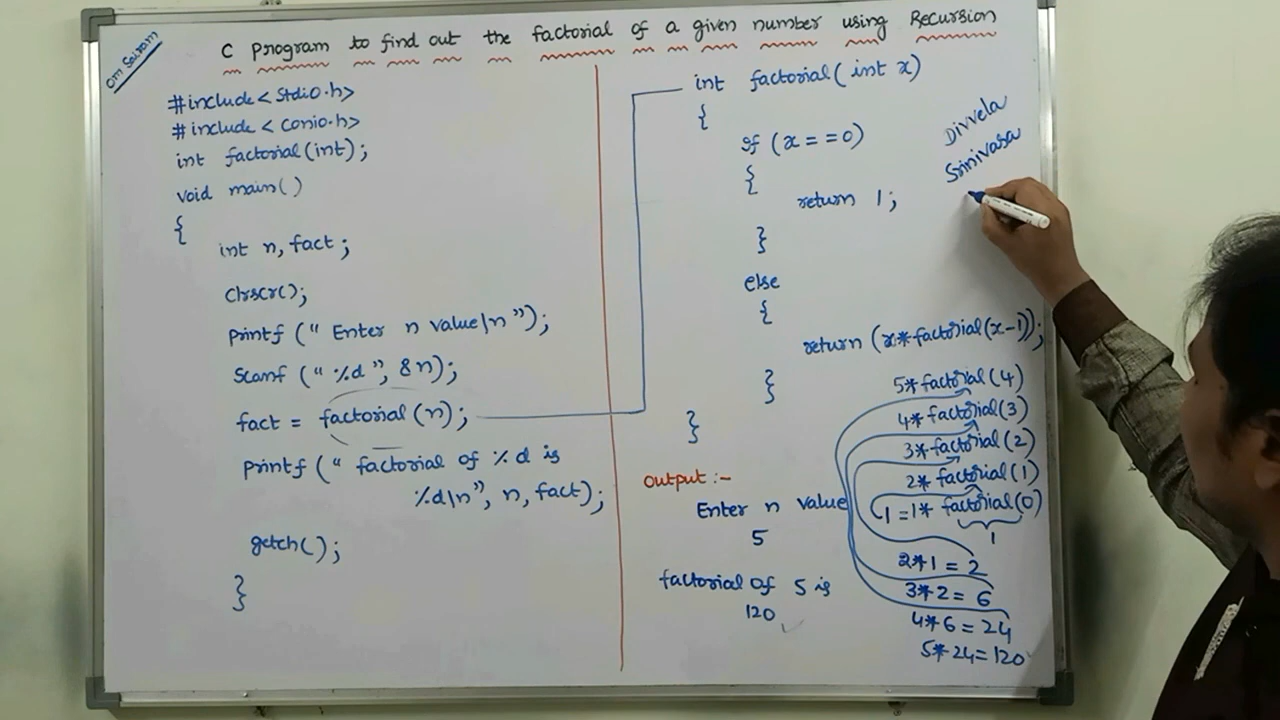 Om Sairam
C program to find out the factorial of a given number using Recursion
#include< stdio.h>
#include< conio.h>
int factorial(int);
void main()
{
int n, fact;
clrscr();
printf (" Enter n value\n");
scanf (" %d ", &n);
fact = factorial(n);
printf (" factorial of %d is
%d\n", n, fact);
getch();
}
int factorial(int x)
{
if (x==0)
{
return 1;
}
else
{
return (x*factorial(x-1));
}
}
Divvela
Srinivasa
5*factorial(4)
4*factorial(3)
3*factorial(2)
2*factorial(1)
1=1*factorial(0)
1
2*1=2
3*2=6
4*6=24
5*24=120
Output :-
Enter n value
5
factorial of 5 is
120